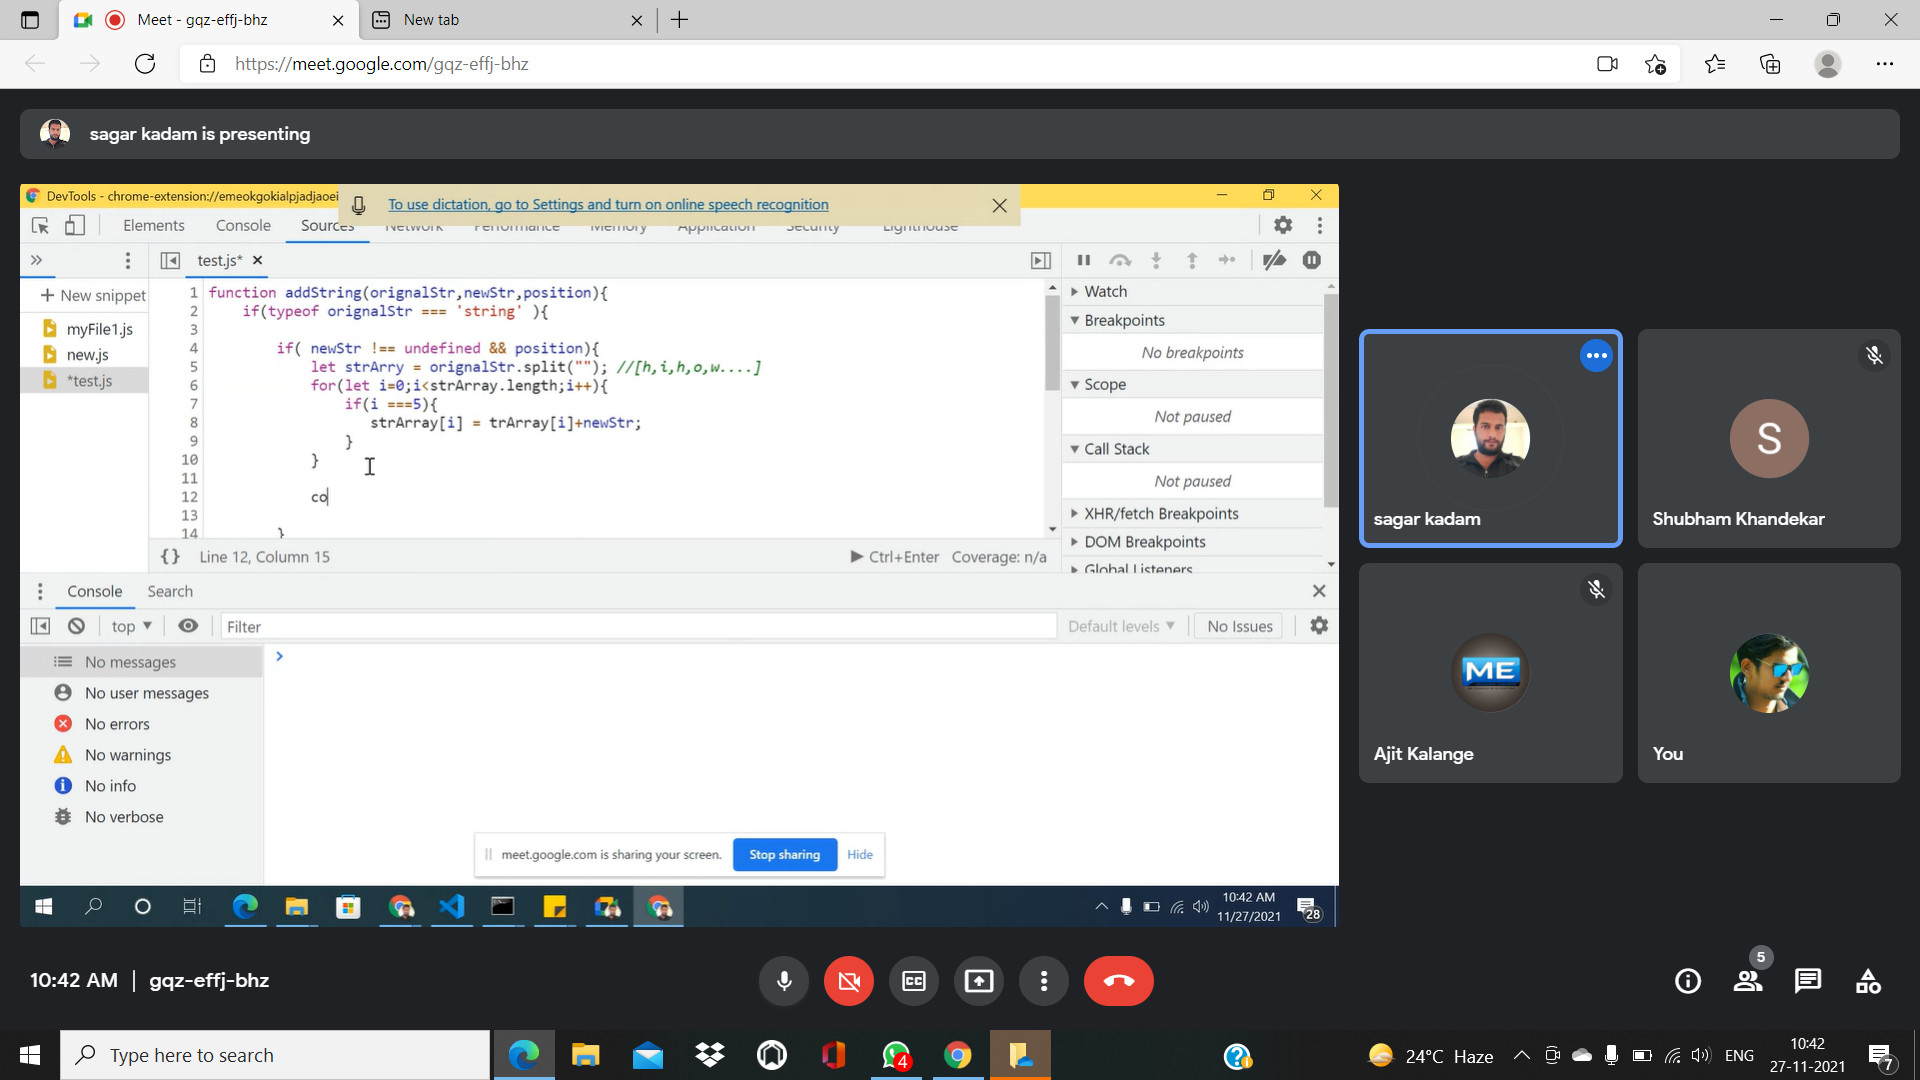 Meet - gqz-effj-bhz
New tab
https://meet.google.com/gqz-effj-bhz
sagar kadam is presenting
DevTools - chrome-extension://emeokgokialpjadjaoei
To use dictation, go to Settings and turn on online speech recognition
Elements Console Sources Network Performance Memory Application Security Lighthouse
test.js*
New snippet
myFile1.js
new.js
*test.js
1 function addString(orignalStr,newStr,position){
2 if(typeof orignalStr === 'string' ){
3
4 if( newStr !== undefined && position){
5 let strArry = orignalStr.split(""); //[h,i,h,o,w....]
6 for(let i=0;i<strArray.length;i++){
7 if(i ===5){
8 strArray[i] = trArray[i]+newStr;
9 }
10 }
11
12 co
13
14 }
{ } Line 12, Column 15
Ctrl+Enter Coverage: n/a
Watch
Breakpoints
No breakpoints
Scope
Not paused
Call Stack
Not paused
XHR/fetch Breakpoints
DOM Breakpoints
Global Listeners
Console Search
top
Filter
Default levels
No Issues
No messages
No user messages
No errors
No warnings
No info
No verbose
meet.google.com is sharing your screen.
Stop sharing
Hide
10:42 AM
11/27/2021
28
sagar kadam
S
Shubham Khandekar
ME
Ajit Kalange
You
10:42 AM | gqz-effj-bhz
5
Type here to search
4
24°C Haze
ENG
10:42
27-11-2021
7